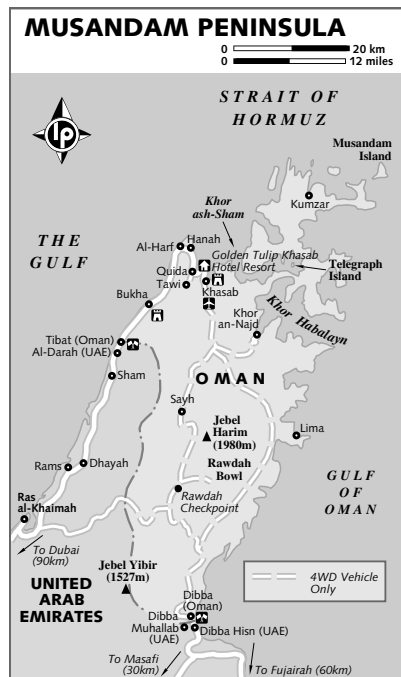 MUSANDAM PENINSULA
0 20 km
0 12 miles
STRAIT OF
HORMUZ
lp
Musandam
Island
Kumzar
Khor
ash-Sham
THE
GULF
Hanah
Al-Harf
Golden Tulip Khasab
Hotel Resort
Telegraph
Island
Quida
Tawi
Khasab
Bukha
Khor
an-Najd
Khor Habalayn
Tibat (Oman)
Al-Darah (UAE)
Sham
OMAN
Sayh
Jebel
Harim
(1980m)
Lima
Rawdah
Bowl
Rams
Dhayah
Rawdah
Checkpoint
GULF
OF
OMAN
Ras
al-Khaimah
To Dubai
(90km)
Jebel Yibir
(1527m)
UNITED
ARAB
EMIRATES
4WD Vehicle
Only
Dibba
(Oman)
Dibba
Muhallab
(UAE)
Dibba Hisn (UAE)
To Masafi
(30km)
To Fujairah (60km)